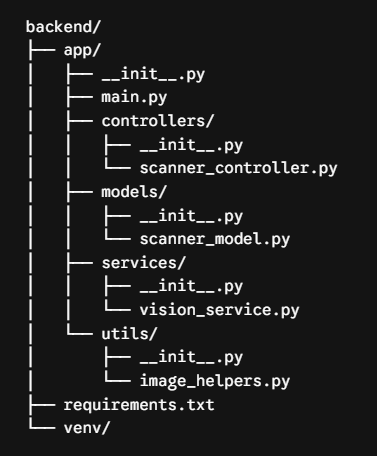 backend/
├── app/
│   ├── __init__.py
│   ├── main.py
│   ├── controllers/
│   │   ├── __init__.py
│   │   └── scanner_controller.py
│   ├── models/
│   │   ├── __init__.py
│   │   └── scanner_model.py
│   ├── services/
│   │   ├── __init__.py
│   │   └── vision_service.py
│   └── utils/
│       ├── __init__.py
│       └── image_helpers.py
├── requirements.txt
└── venv/